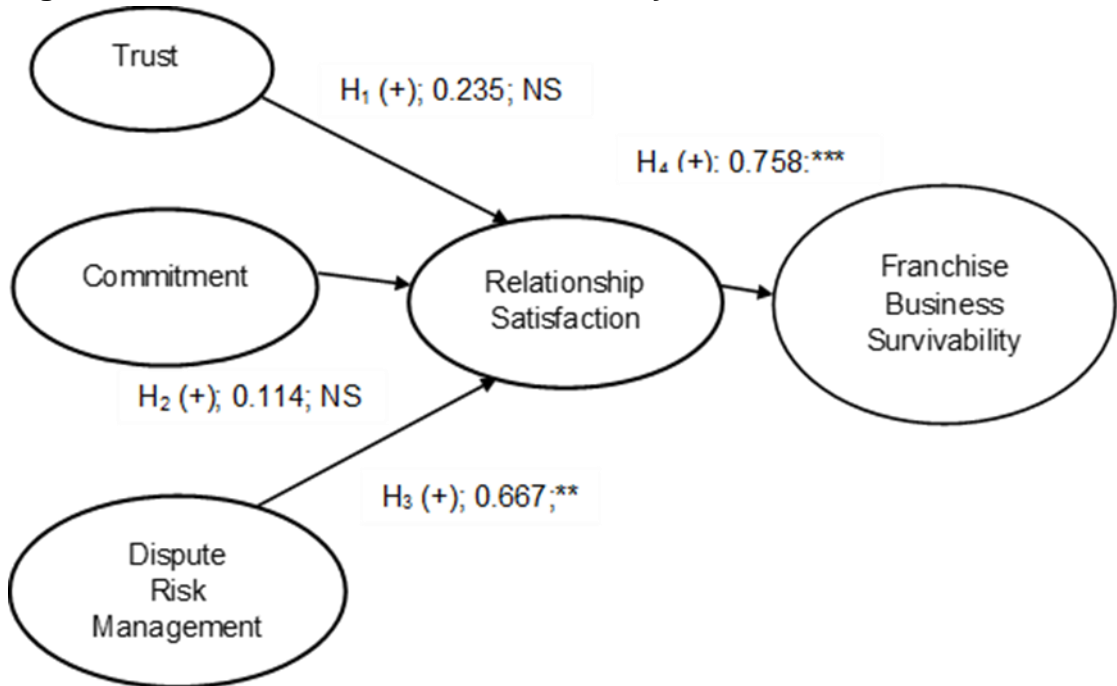 Trust
H₁ (+); 0.235; NS
H₄ (+); 0.758;***
Commitment
Relationship
Satisfaction
Franchise
Business
Survivability
H₂ (+); 0.114; NS
H₃ (+); 0.667;**
Dispute
Risk
Management